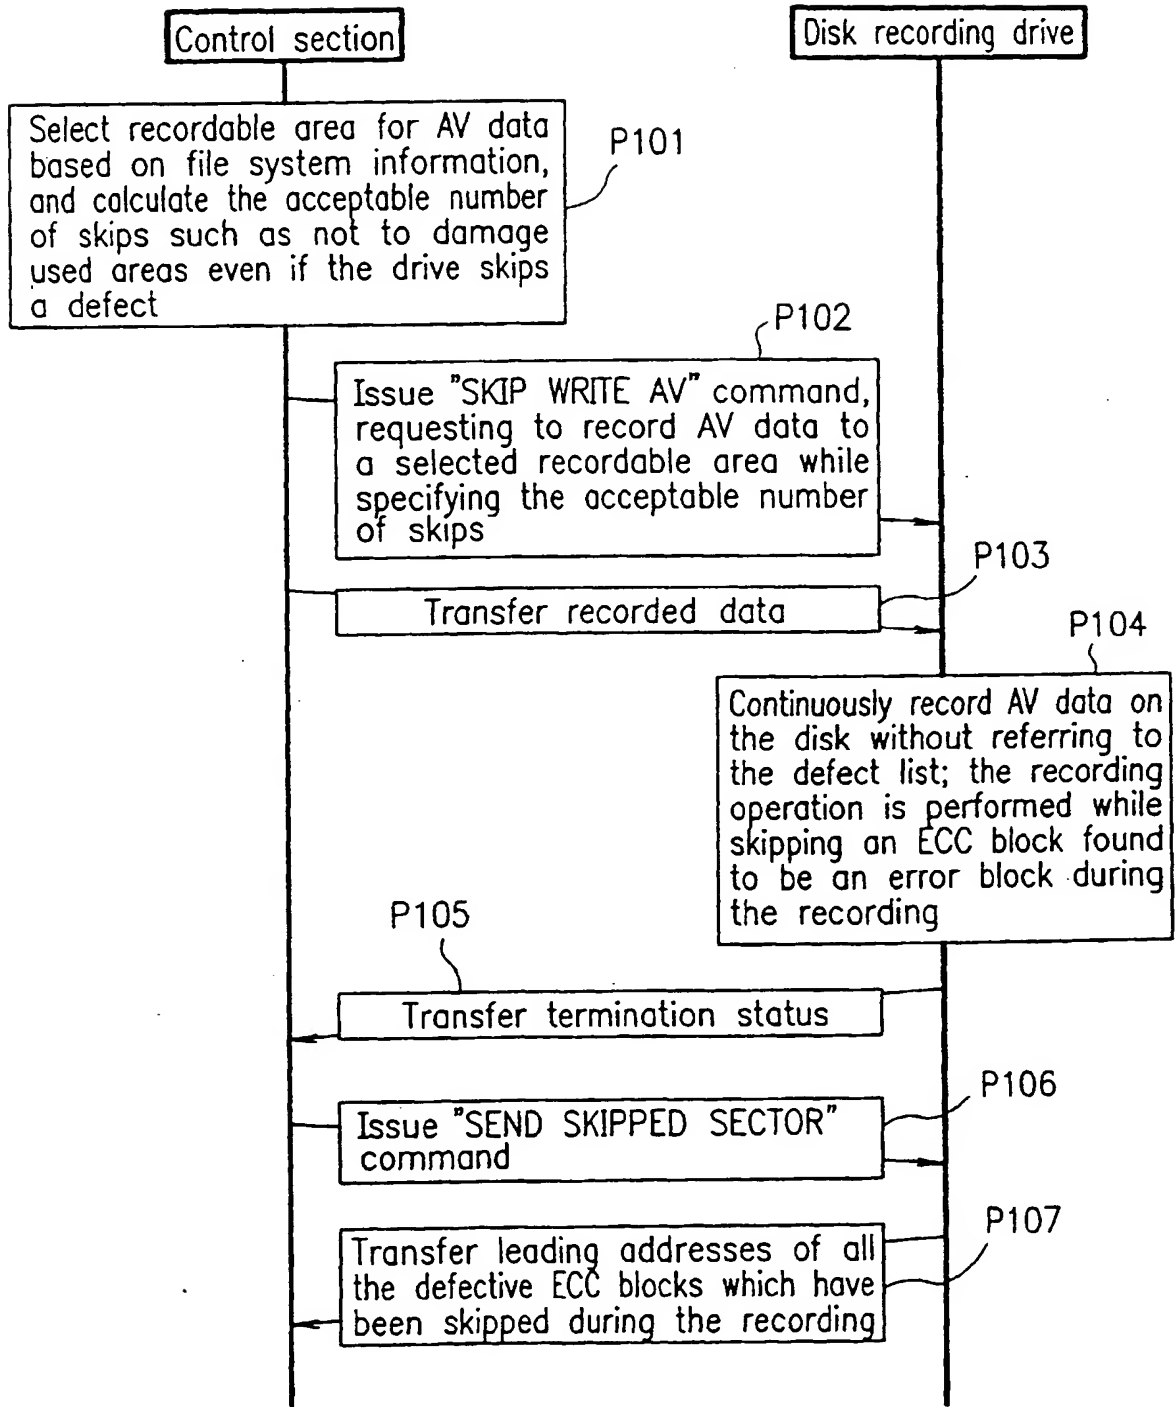 Control section
Disk recording drive
Select recordable area for AV data
based on file system information,
and calculate the acceptable number
of skips such as not to damage
used areas even if the drive skips
a defect
P101
P102
Issue "SKIP WRITE AV" command,
requesting to record AV data to
a selected recordable area while
specifying the acceptable number
of skips
P103
Transfer recorded data
P104
Continuously record AV data on
the disk without referring to
the defect list; the recording
operation is performed while
skipping an ECC block found
to be an error block during
the recording
P105
Transfer termination status
P106
Issue "SEND SKIPPED SECTOR"
command
P107
Transfer leading addresses of all
the defective ECC blocks which have
been skipped during the recording